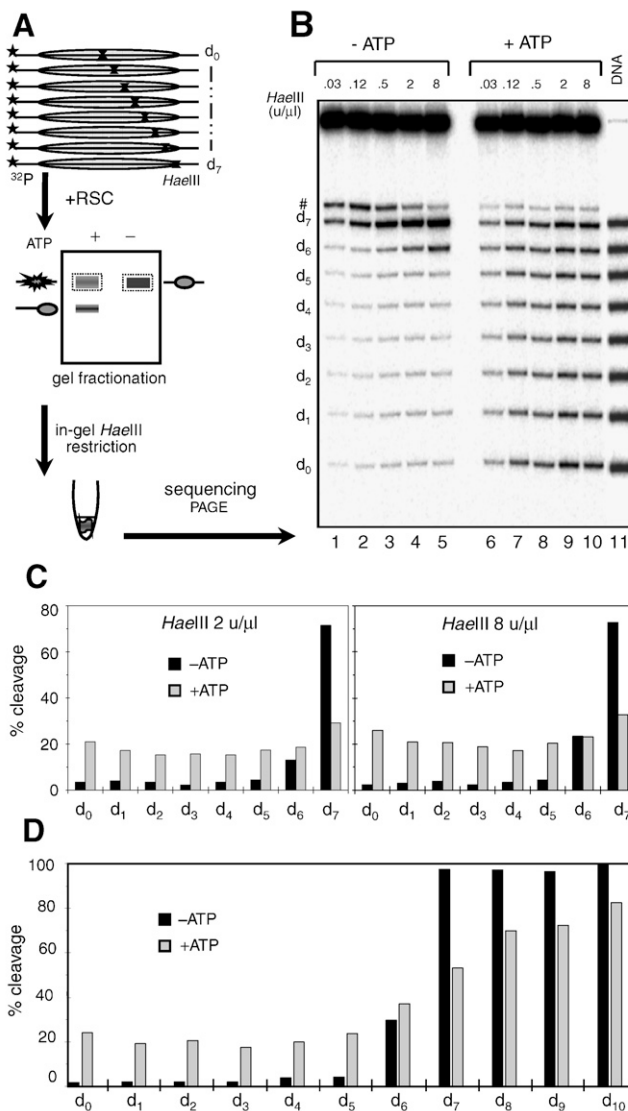 A
d0
d7
32P
HaeIII
+RSC
ATP
+ −
gel fractionation
in-gel HaeIII
restriction
sequencing
PAGE
B
- ATP
+ ATP
DNA
HaeIII
(u/µl)
.03 .12 .5 2 8
.03 .12 .5 2 8
#
d7
d6
d5
d4
d3
d2
d1
d0
1 2 3 4 5 6 7 8 9 10 11
C
% cleavage
80
60
40
20
0
HaeIII 2 u/µl
−ATP
+ATP
d0 d1 d2 d3 d4 d5 d6 d7
HaeIII 8 u/µl
−ATP
+ATP
d0 d1 d2 d3 d4 d5 d6 d7
D
% cleavage
100
80
60
40
20
0
−ATP
+ATP
d0 d1 d2 d3 d4 d5 d6 d7 d8 d9 d10